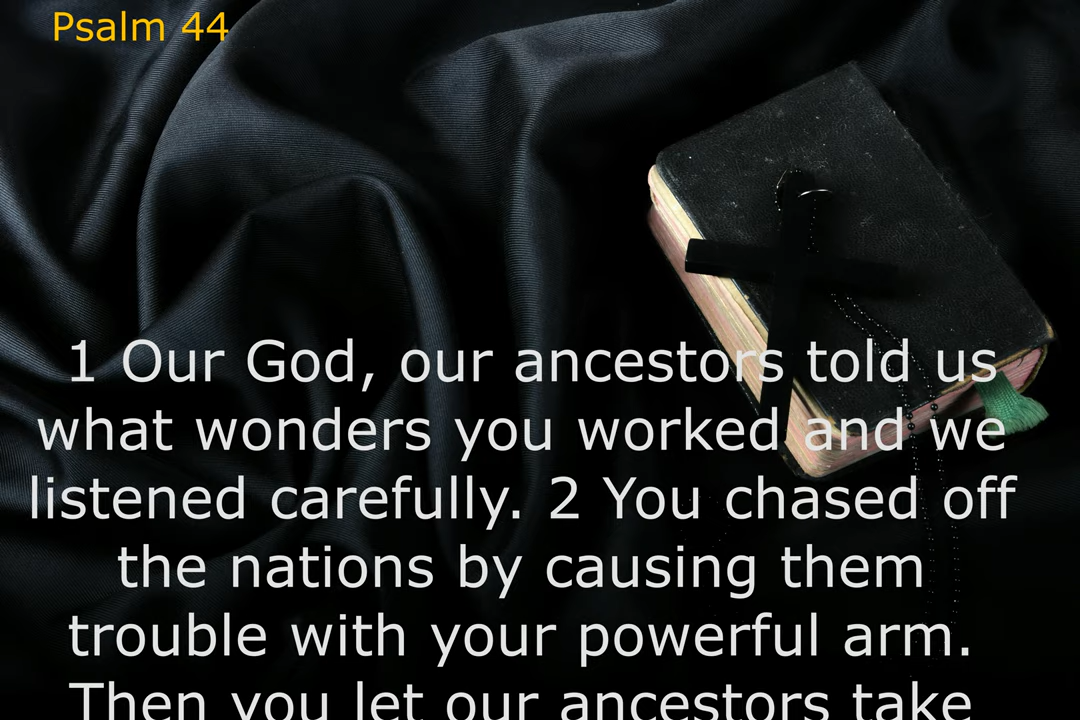 Psalm 44
1 Our God, our ancestors told us
what wonders you worked and we
listened carefully. 2 You chased off
the nations by causing them
trouble with your powerful arm.
Then you let our ancestors take